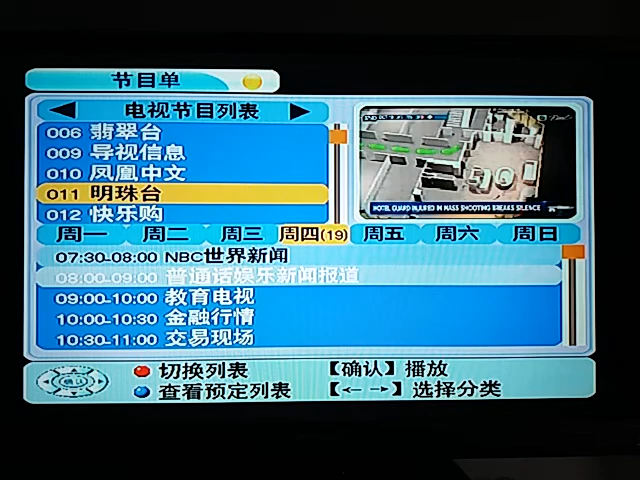 节目单
电视节目列表
006 翡翠台
009 导视信息
010 凤凰中文
011 明珠台
012 快乐购
HOTEL GUARD INJURED IN MASS SHOOTING BREAKS SILENCE
周一 周二 周三 周四(19) 周五 周六 周日
07:30-08:00 NBC世界新闻
08:00-09:00 普通话娱乐新闻报道
09:00-10:00 教育电视
10:00-10:30 金融行情
10:30-11:00 交易现场
确认
切换列表 【确认】播放
查看预定列表 【←→】选择分类